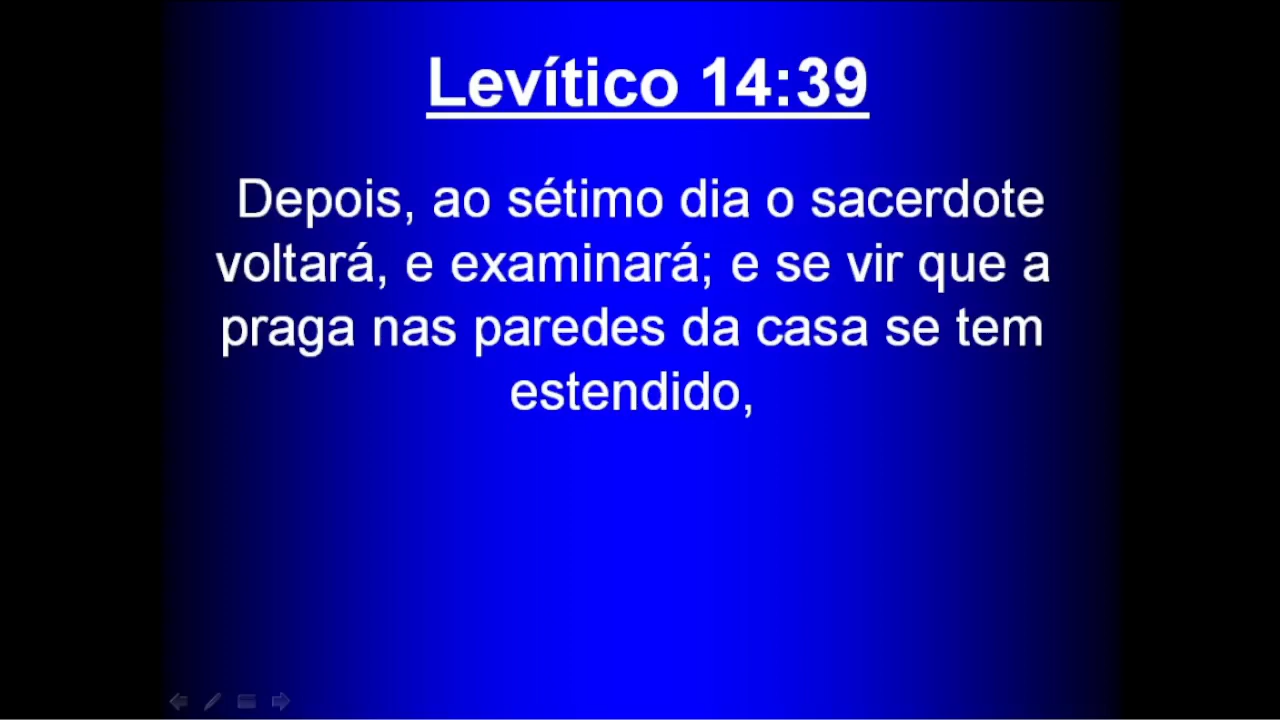 Levítico 14:39
Depois, ao sétimo dia o sacerdote
voltará, e examinará; e se vir que a
praga nas paredes da casa se tem
estendido,